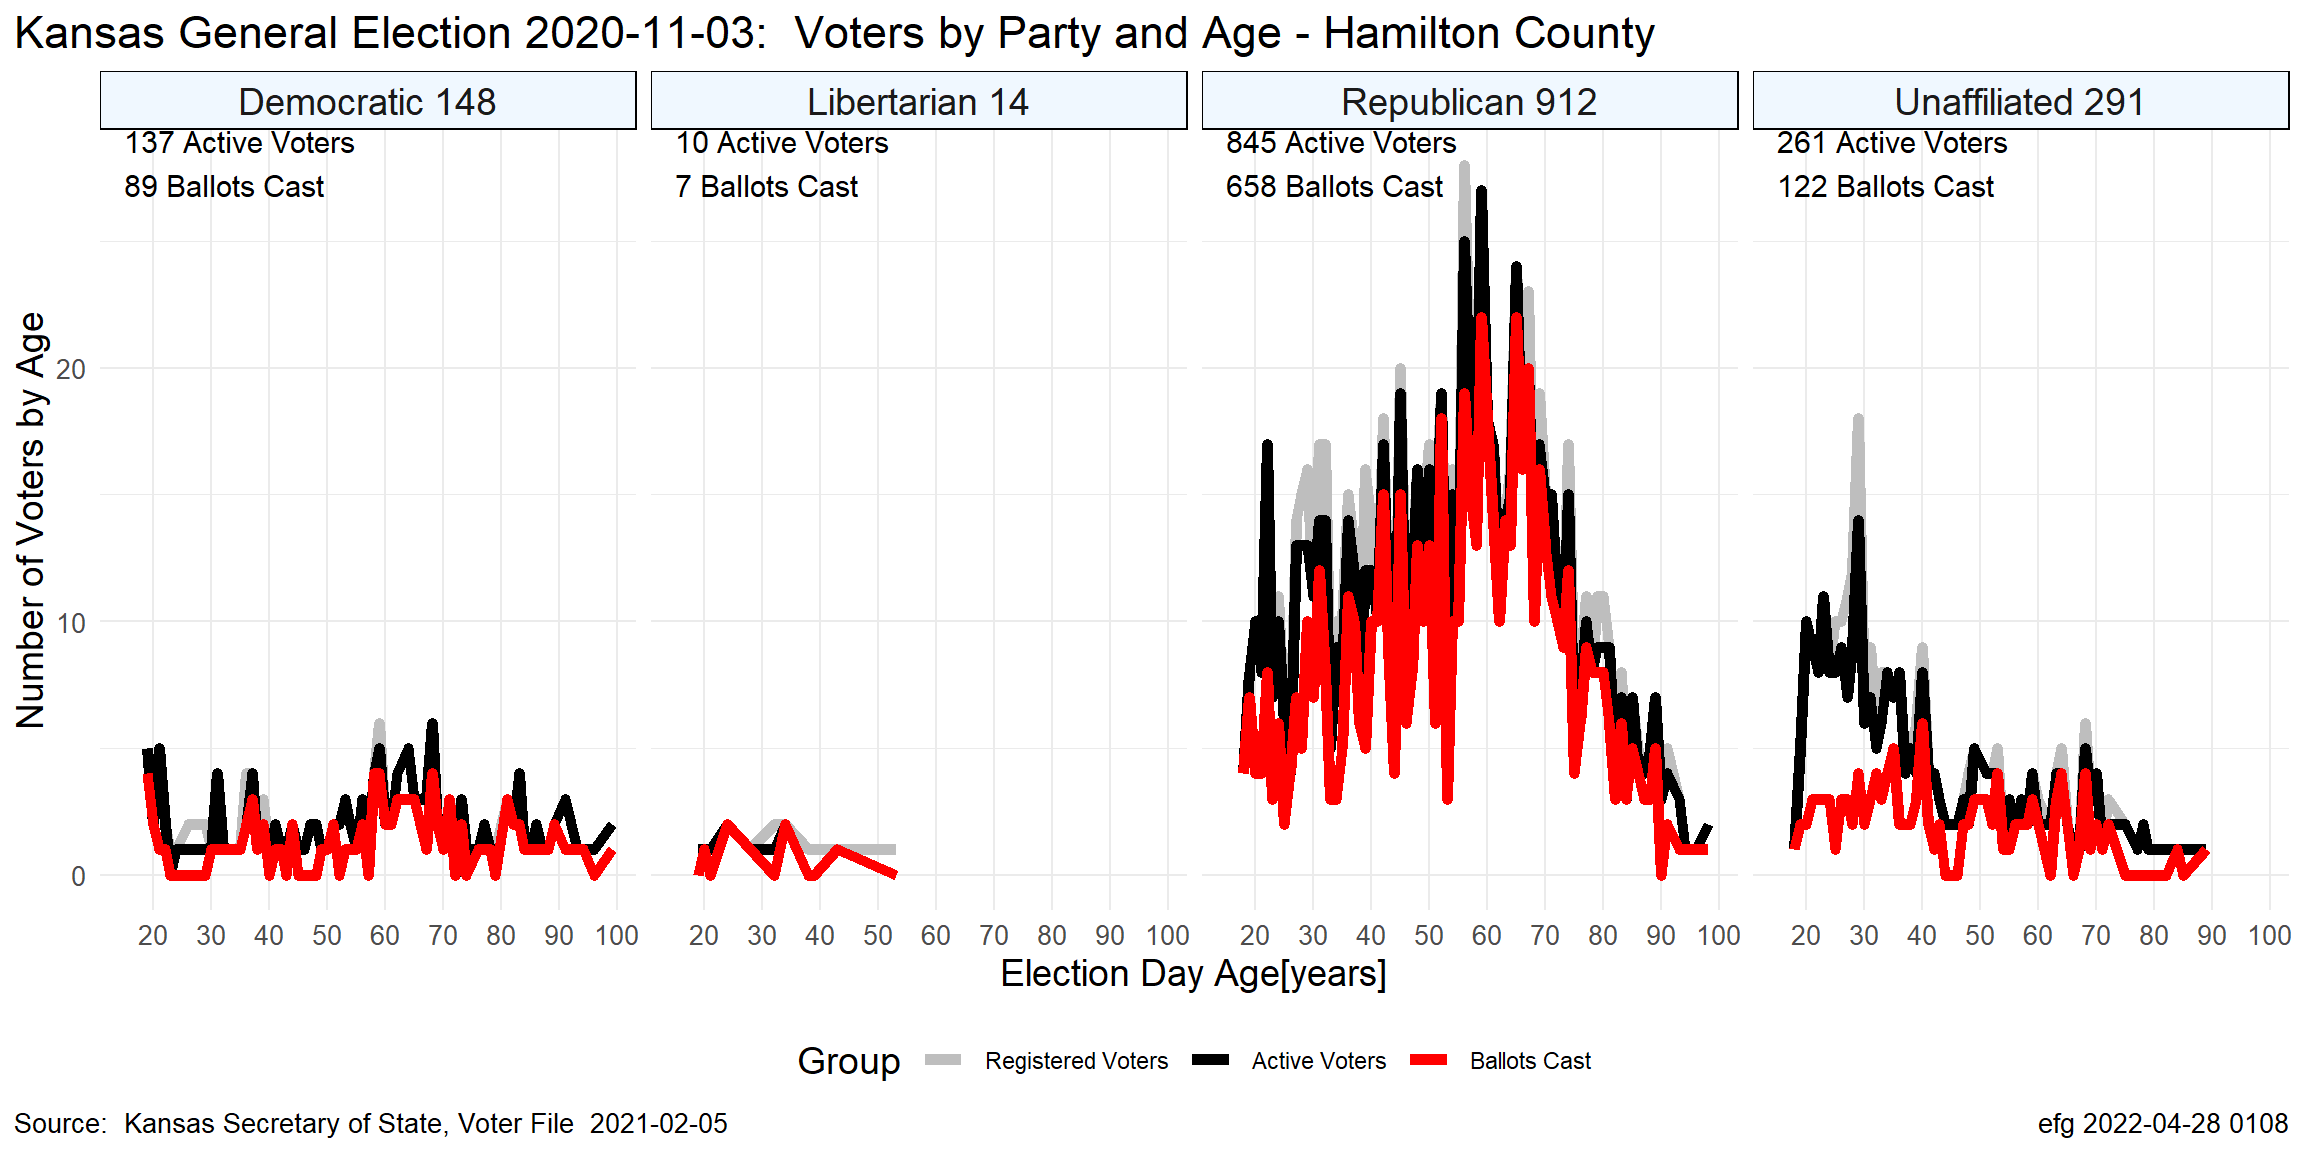 Kansas General Election 2020-11-03:  Voters by Party and Age - Hamilton County
Democratic 148
Libertarian 14
Republican 912
Unaffiliated 291
137 Active Voters
89 Ballots Cast
10 Active Voters
7 Ballots Cast
845 Active Voters
658 Ballots Cast
261 Active Voters
122 Ballots Cast
Number of Voters by Age
20
10
0
20 30 40 50 60 70 80 90 100
20 30 40 50 60 70 80 90 100
20 30 40 50 60 70 80 90 100
20 30 40 50 60 70 80 90 100
Election Day Age[years]
Group Registered Voters Active Voters Ballots Cast
Source:  Kansas Secretary of State, Voter File  2021-02-05
efg 2022-04-28 0108